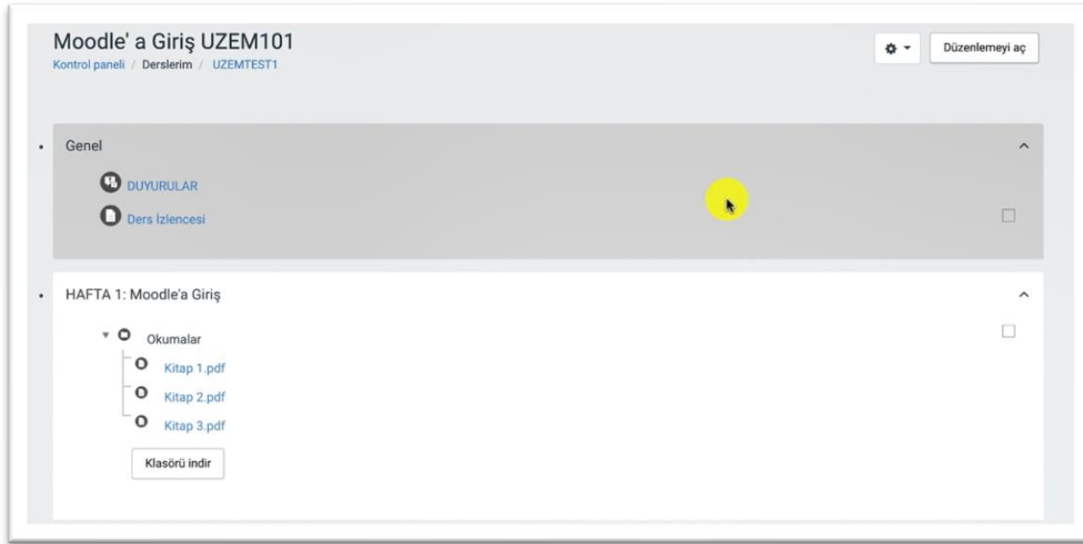 Moodle' a Giriş UZEM101
Kontrol paneli / Derslerim / UZEMTEST1
Düzenlemeyi aç
Genel
DUYURULAR
Ders İzlencesi
HAFTA 1: Moodle'a Giriş
Okumalar
Kitap 1.pdf
Kitap 2.pdf
Kitap 3.pdf
Klasörü indir